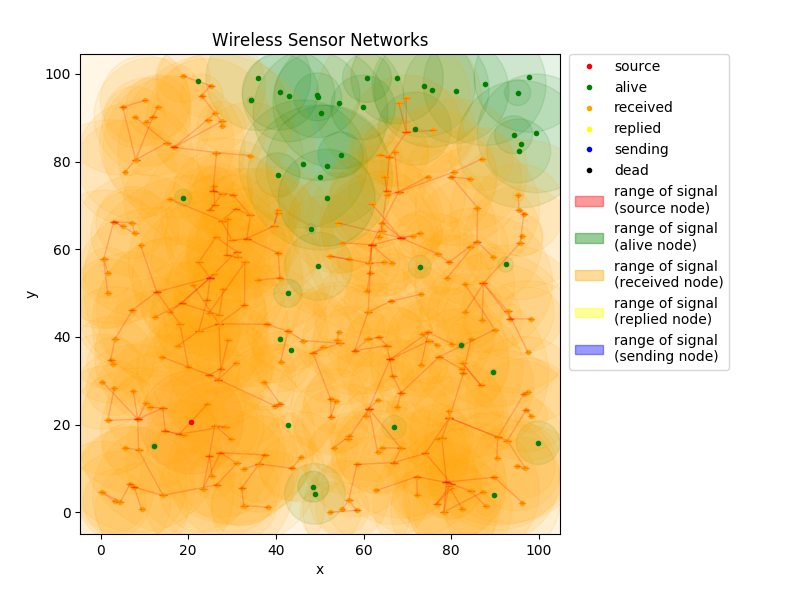 Wireless Sensor Networks
100
80
60
40
20
0
y
0 20 40 60 80 100
x
source
alive
received
replied
sending
dead
range of signal
(source node)
range of signal
(alive node)
range of signal
(received node)
range of signal
(replied node)
range of signal
(sending node)